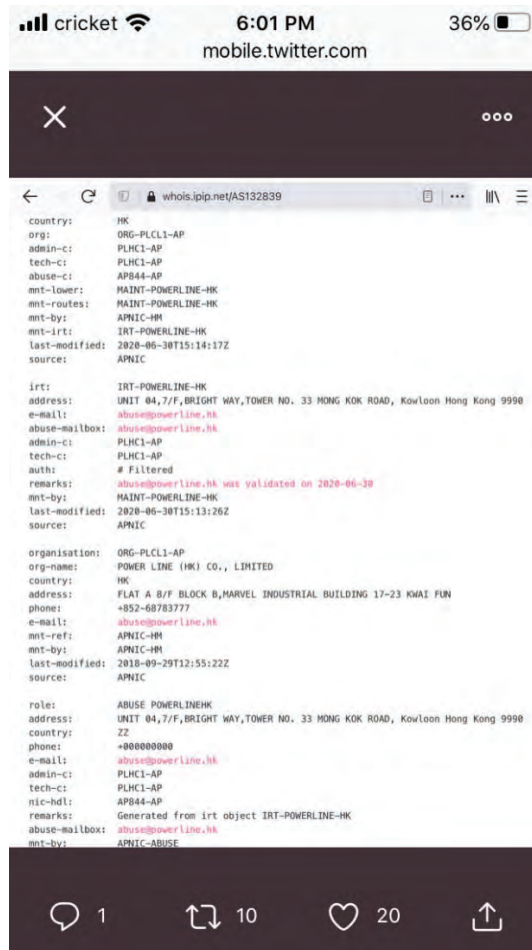 cricket 6:01 PM 36%
mobile.twitter.com
whois.ipip.net/AS132839
country: HK
org: ORG-PLCL1-AP
admin-c: PLHC1-AP
tech-c: PLHC1-AP
abuse-c: AP844-AP
mnt-lower: MAINT-POWERLINE-HK
mnt-routes: MAINT-POWERLINE-HK
mnt-by: APNIC-HM
mnt-irt: IRT-POWERLINE-HK
last-modified: 2020-06-30T15:14:17Z
source: APNIC
irt: IRT-POWERLINE-HK
address: UNIT 04,7/F,BRIGHT WAY,TOWER NO. 33 MONG KOK ROAD, Kowloon Hong Kong 9990
e-mail: abuse@powerline.hk
abuse-mailbox: abuse@powerline.hk
admin-c: PLHC1-AP
tech-c: PLHC1-AP
auth: # Filtered
remarks: abuse@powerline.hk was validated on 2020-06-30
mnt-by: MAINT-POWERLINE-HK
last-modified: 2020-06-30T15:13:26Z
source: APNIC
organisation: ORG-PLCL1-AP
org-name: POWER LINE (HK) CO., LIMITED
country: HK
address: FLAT A 8/F BLOCK B,MARVEL INDUSTRIAL BUILDING 17-23 KWAI FUN
phone: +852-68783777
e-mail: abuse@powerline.hk
mnt-ref: APNIC-HM
mnt-by: APNIC-HM
last-modified: 2018-09-29T12:55:22Z
source: APNIC
role: ABUSE POWERLINEHK
address: UNIT 04,7/F,BRIGHT WAY,TOWER NO. 33 MONG KOK ROAD, Kowloon Hong Kong 9990
country: ZZ
phone: +000000000
e-mail: abuse@powerline.hk
admin-c: PLHC1-AP
tech-c: PLHC1-AP
nic-hdl: AP844-AP
remarks: Generated from irt object IRT-POWERLINE-HK
abuse-mailbox: abuse@powerline.hk
mnt-by: APNIC-ABUSE
1 10 20